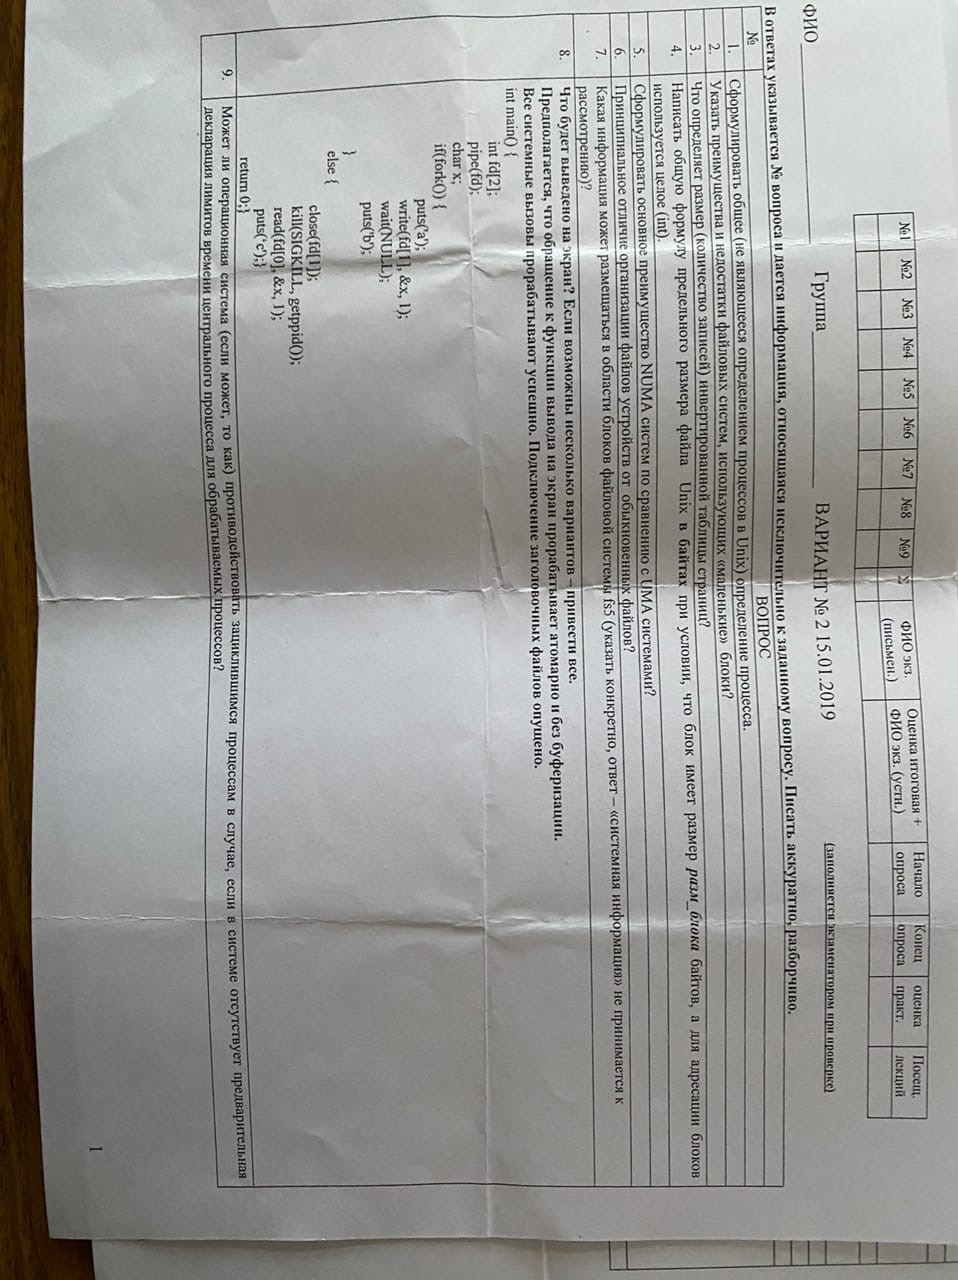 №1 №2 №3 №4 №5 №6 №7 №8 №9 Σ ФИО экз. (письмен.) Оценка итоговая + ФИО экз. (устн.) Начало опроса Конец опроса оценка практ. Посещ. лекций
ФИО Группа ВАРИАНТ № 2 15.01.2019 (заполняется экзаменатором при проверке)
В ответах указывается № вопроса и дается информация, относящаяся исключительно к заданному вопросу. Писать аккуратно, разборчиво.
№ ВОПРОС
1. Сформулировать общее (не являющееся определением процессов в Unix) определение процесса.
2. Указать преимущества и недостатки файловых систем, использующих «маленькие» блоки?
3. Что определяет размер (количество записей) инвертированной таблицы страниц?
4. Написать общую формулу предельного размера файла Unix в байтах при условии, что блок имеет размер разм_блока байтов, а для адресации блоков
используется целое (int).
5. Сформулировать основное преимущество NUMA систем по сравнению с UMA системами?
6. Принципиальное отличие организации файлов устройств от обыкновенных файлов?
7. Какая информация может размещаться в области блоков файловой системы fs5 (указать конкретно, ответ – «системная информация» не принимается к
рассмотрению)?
8. Что будет выведено на экран? Если возможны несколько вариантов – привести все.
Предполагается, что обращение к функции вывода на экран прорабатывает атомарно и без буферизации.
Все системные вызовы прорабатывают успешно. Подключение заголовочных файлов опущено.
int main() {
int fd[2];
pipe(fd);
char x;
if(fork()) {
puts('a');
write(fd[1], &x, 1);
wait(NULL);
puts('b');
}
else {
close(fd[1]);
kill(SIGKILL, getppid());
read(fd[0], &x, 1);
puts('c');}
return 0;}
9. Может ли операционная система (если может, то как) противодействовать зациклившимся процессам в случае, если в системе отсутствует предварительная
декларация лимитов времени центрального процесса для обрабатываемых процессов?
1